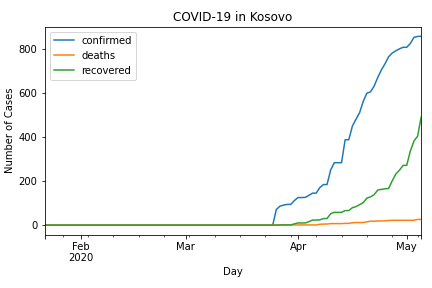 COVID-19 in Kosovo
confirmed
deaths
recovered
Number of Cases
800
600
400
200
0
Feb
2020
Mar
Apr
May
Day